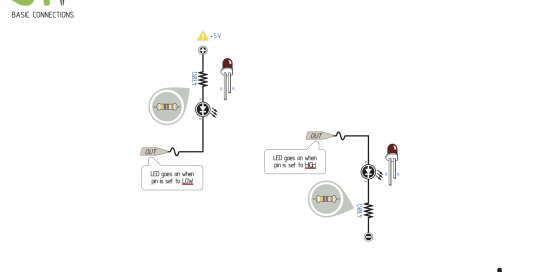 BASIC CONNECTIONS
+5V
OUT
LED goes on when
pin is set to LOW
OUT
LED goes on when
pin is set to HIGH
A
K
A
K